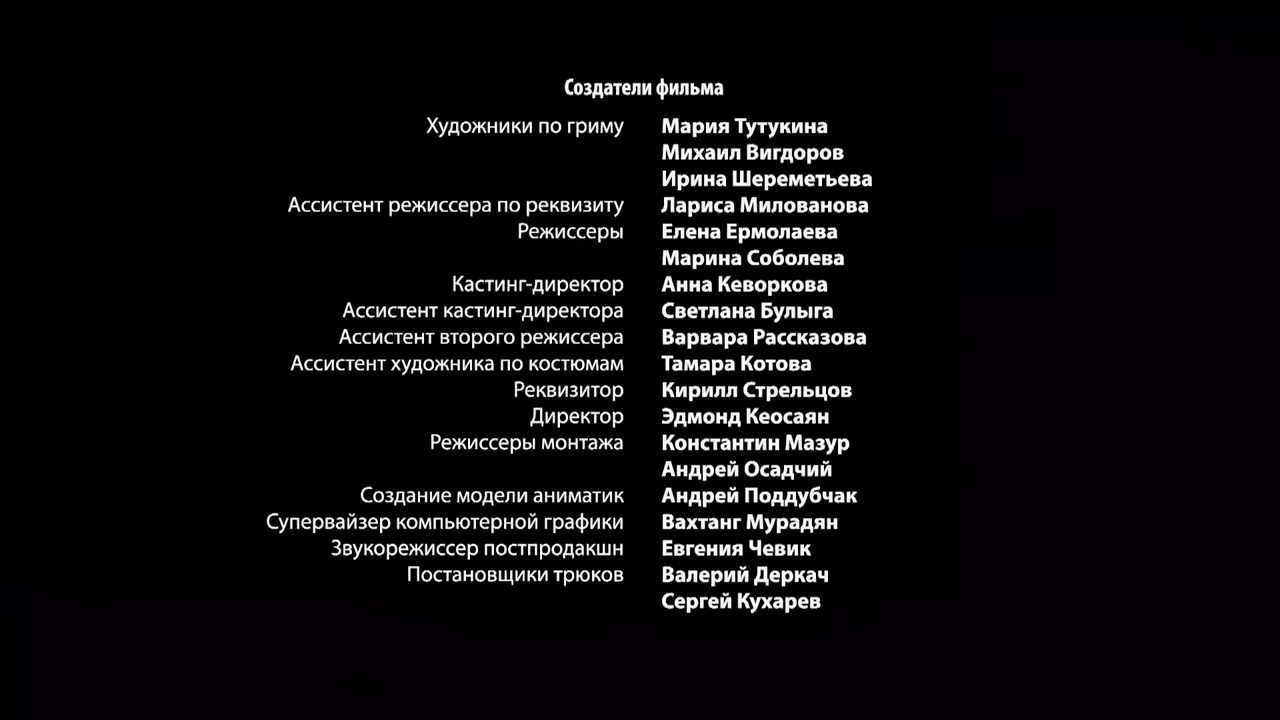 Создатели фильма
Художники по гриму Мария Тутукина
Михаил Вигдоров
Ирина Шереметьева
Ассистент режиссера по реквизиту Лариса Милованова
Режиссеры Елена Ермолаева
Марина Соболева
Кастинг-директор Анна Кеворкова
Ассистент кастинг-директора Светлана Булыга
Ассистент второго режиссера Варвара Рассказова
Ассистент художника по костюмам Тамара Котова
Реквизитор Кирилл Стрельцов
Директор Эдмонд Кеосаян
Режиссеры монтажа Константин Мазур
Андрей Осадчий
Создание модели аниматик Андрей Поддубчак
Супервайзер компьютерной графики Вахтанг Мурадян
Звукорежиссер постпродакшн Евгения Чевик
Постановщики трюков Валерий Деркач
Сергей Кухарев